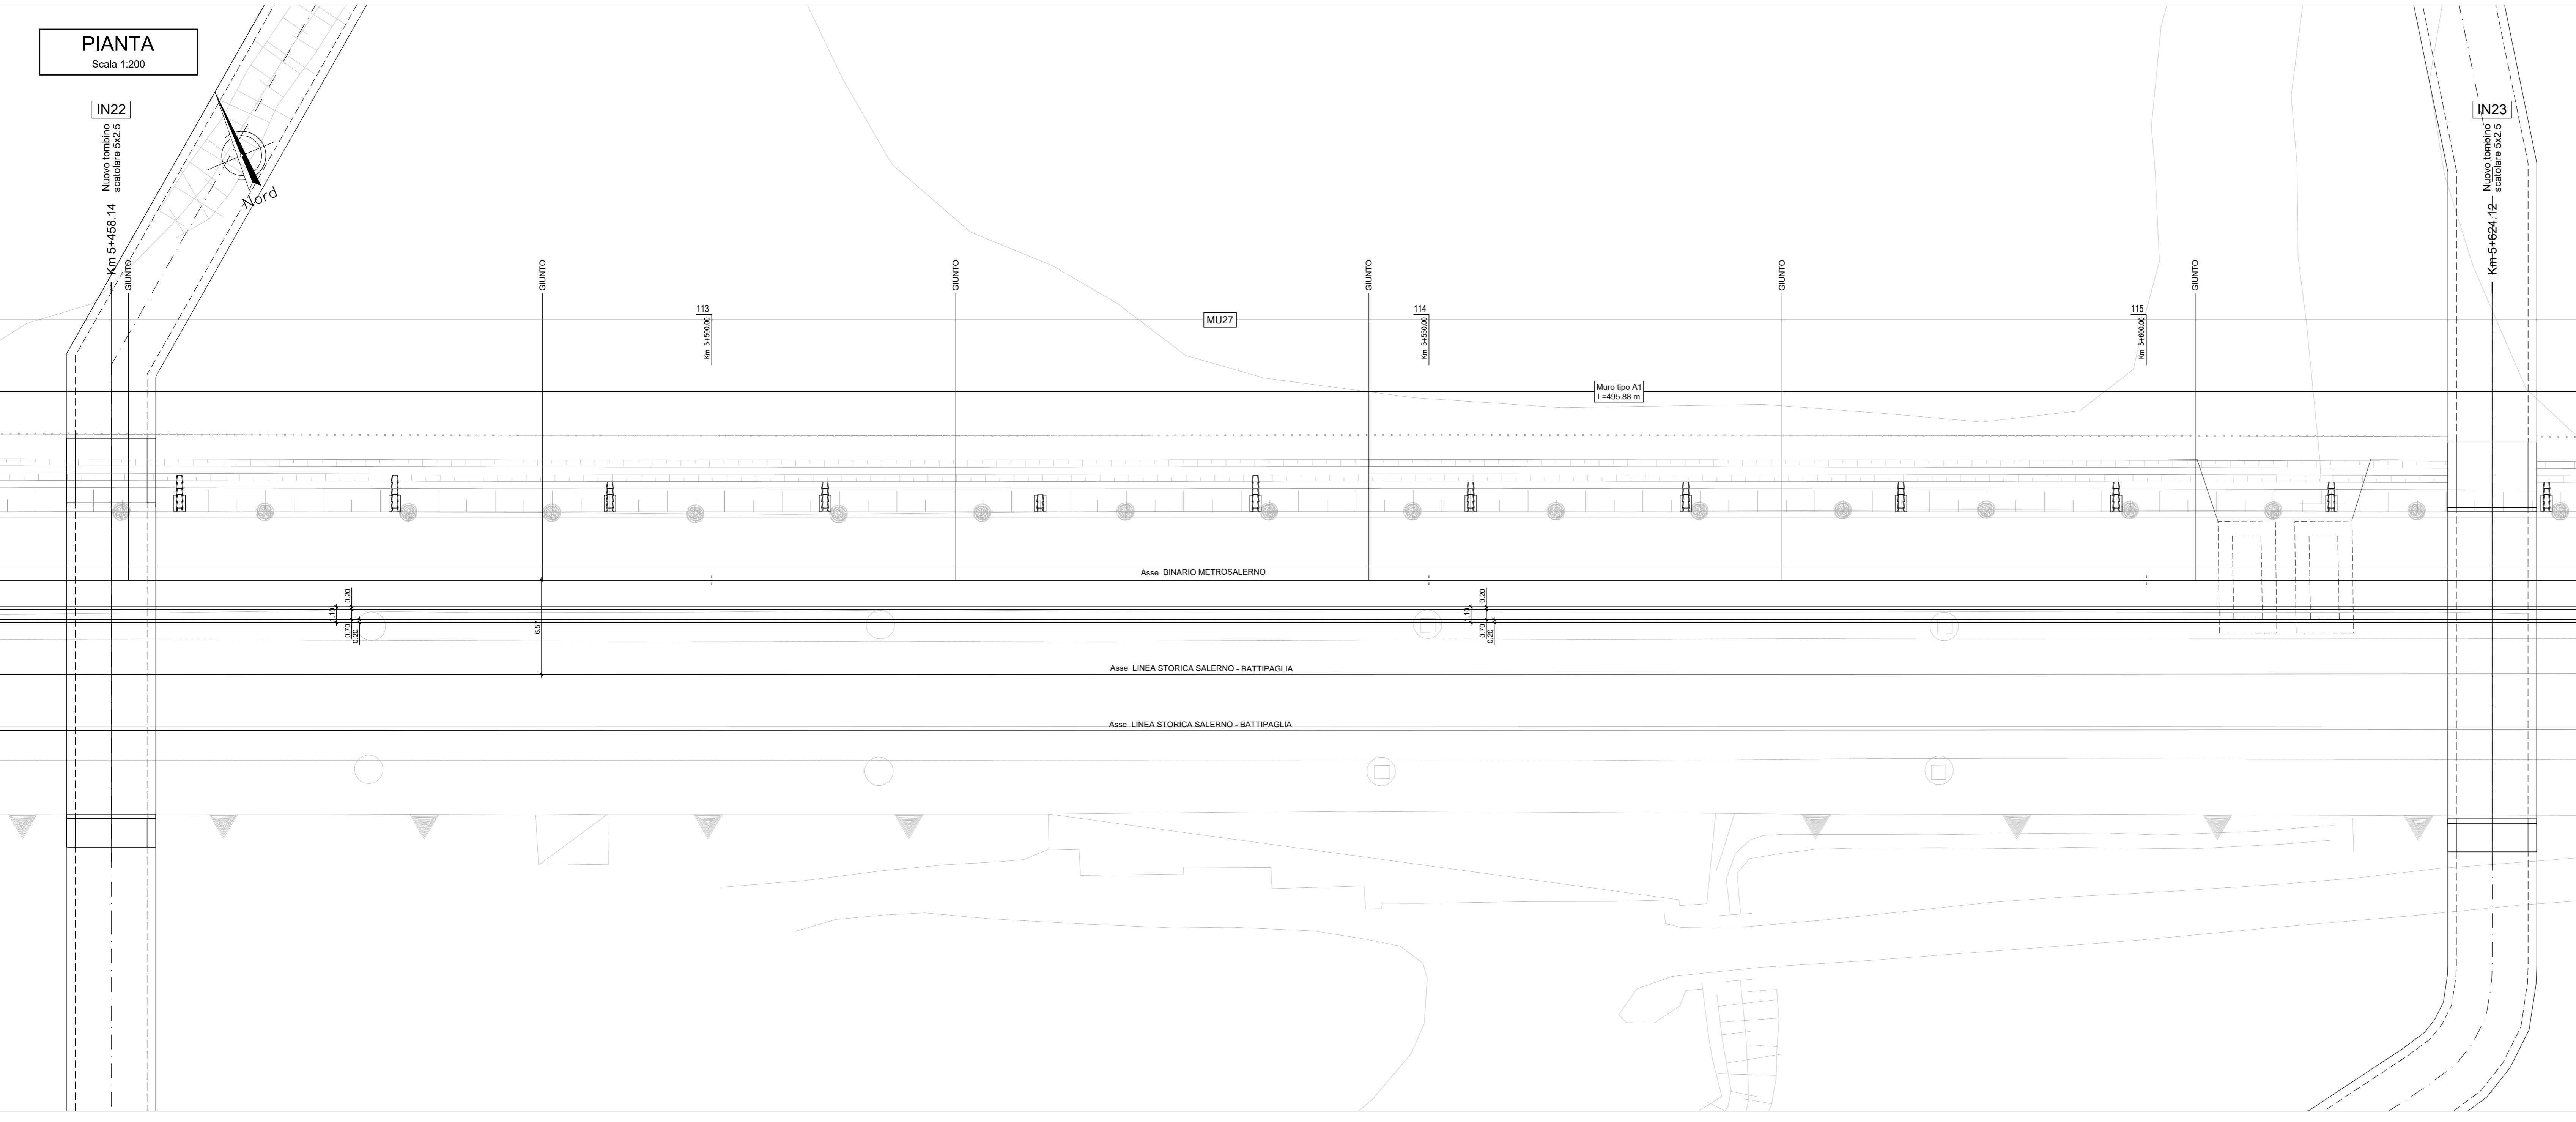 PIANTA
Scala 1:200
IN22
Nuovo tombino
scatolare 5x2.5
Km 5+458.14
Nord
IN23
Nuovo tombino
scatolare 5x2.5
Km 5+624.12
GIUNTO
GIUNTO
GIUNTO
GIUNTO
GIUNTO
GIUNTO
113
Km 5+500.00
MU27
114
Km 5+550.00
115
Km 5+600.00
Muro tipo A1
L=495.88 m
Asse BINARIO METROSALERNO
1.10
0.20
0.70
0.20
6.57
1.10
0.20
0.70
0.20
Asse LINEA STORICA SALERNO - BATTIPAGLIA
Asse LINEA STORICA SALERNO - BATTIPAGLIA